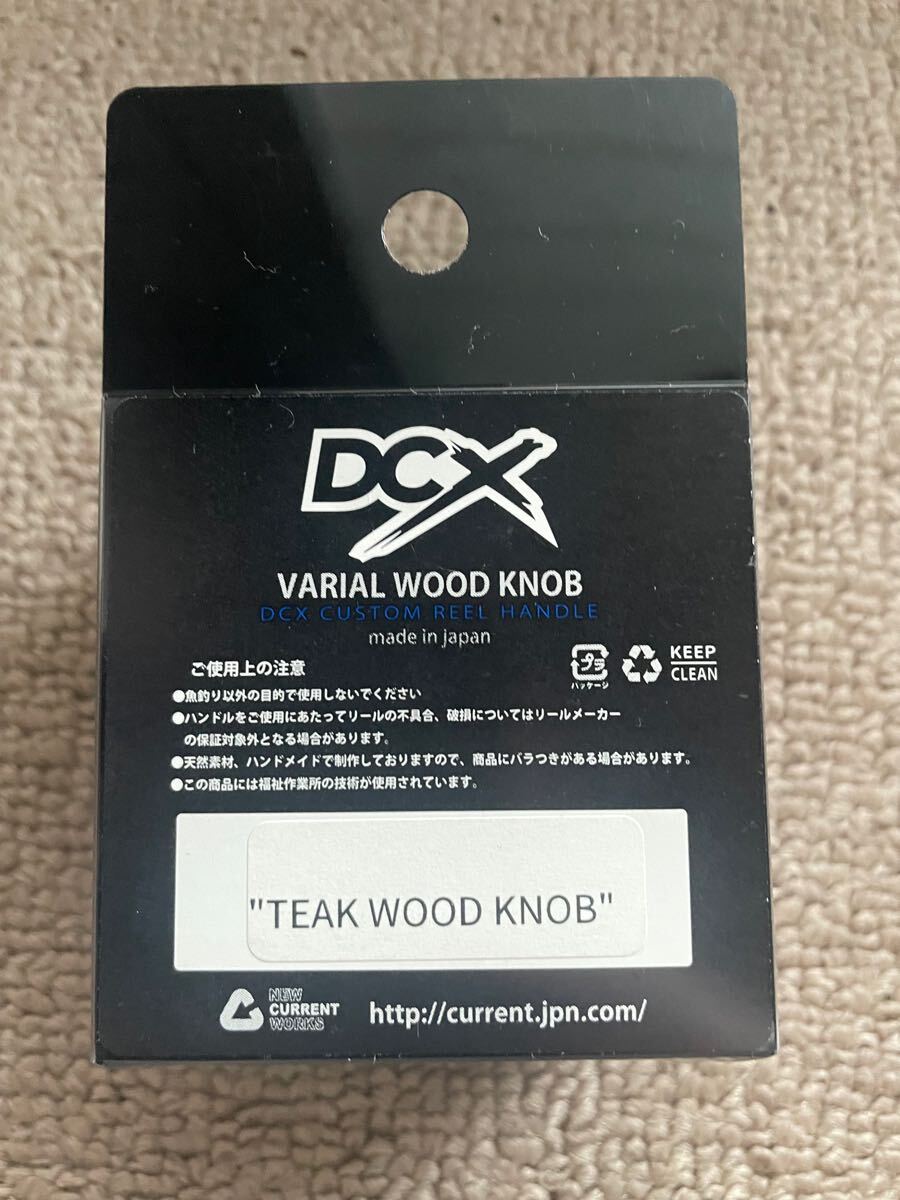 DCX
VARIAL WOOD KNOB
DCX CUSTOM REEL HANDLE
made in japan
ご使用上の注意
プラ
パッケージ
KEEP
CLEAN
●魚釣り以外の目的で使用しないでください
●ハンドルをご使用にあたってリールの不具合、破損についてはリールメーカー
の保証対象外となる場合があります。
●天然素材、ハンドメイドで制作しておりますので、商品にバラつきがある場合があります。
●この商品には福祉作業所の技術が使用されています。
"TEAK WOOD KNOB"
NEW
CURRENT
WORKS
http://current.jpn.com/